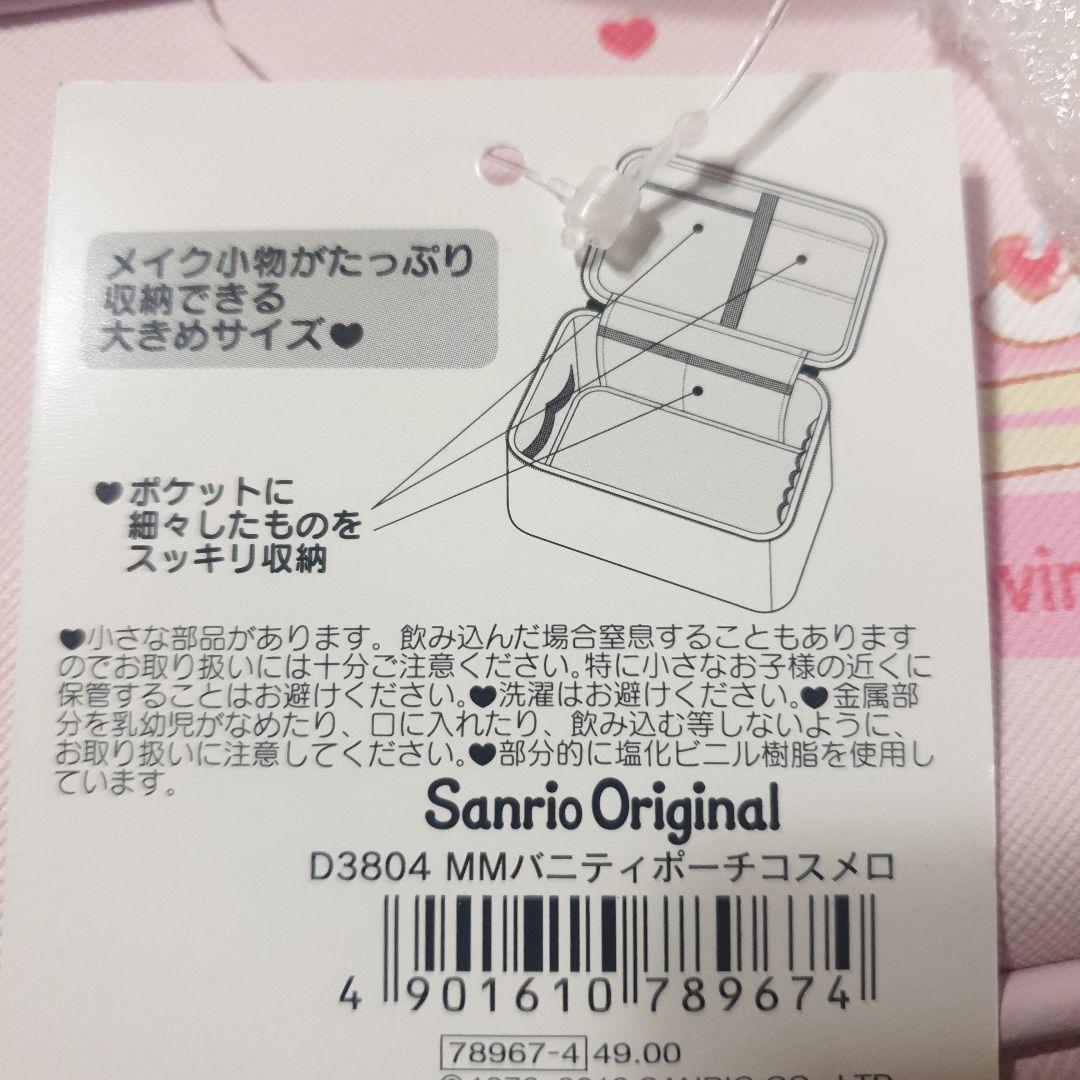 メイク小物がたっぷり
収納できる
大きめサイズ♥
♥ポケットに
細々したものを
スッキリ収納
♥小さな部品があります。飲み込んだ場合窒息することもあります
のでお取り扱いには十分ご注意ください。特に小さなお子様の近くに
保管することはお避けください。♥洗濯はお避けください。♥金属部
分を乳幼児がなめたり、口に入れたり、飲み込む等しないように、
お取り扱いに注意してください。♥部分的に塩化ビニル樹脂を使用し
ています。
Sanrio Original
D3804 MMバニティポーチコスメロ
4 901610 789674
78967-4 49.00